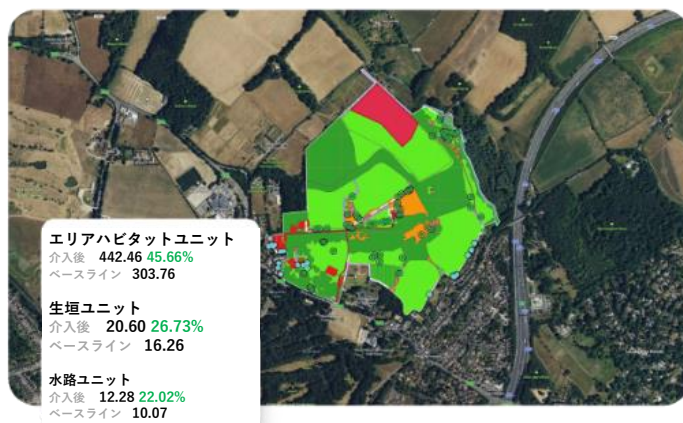 エリアハビタットユニット
介入後 442.46 45.66%
ベースライン 303.76
生垣ユニット
介入後 20.60 26.73%
ベースライン 16.26
水路ユニット
介入後 12.28 22.02%
ベースライン 10.07